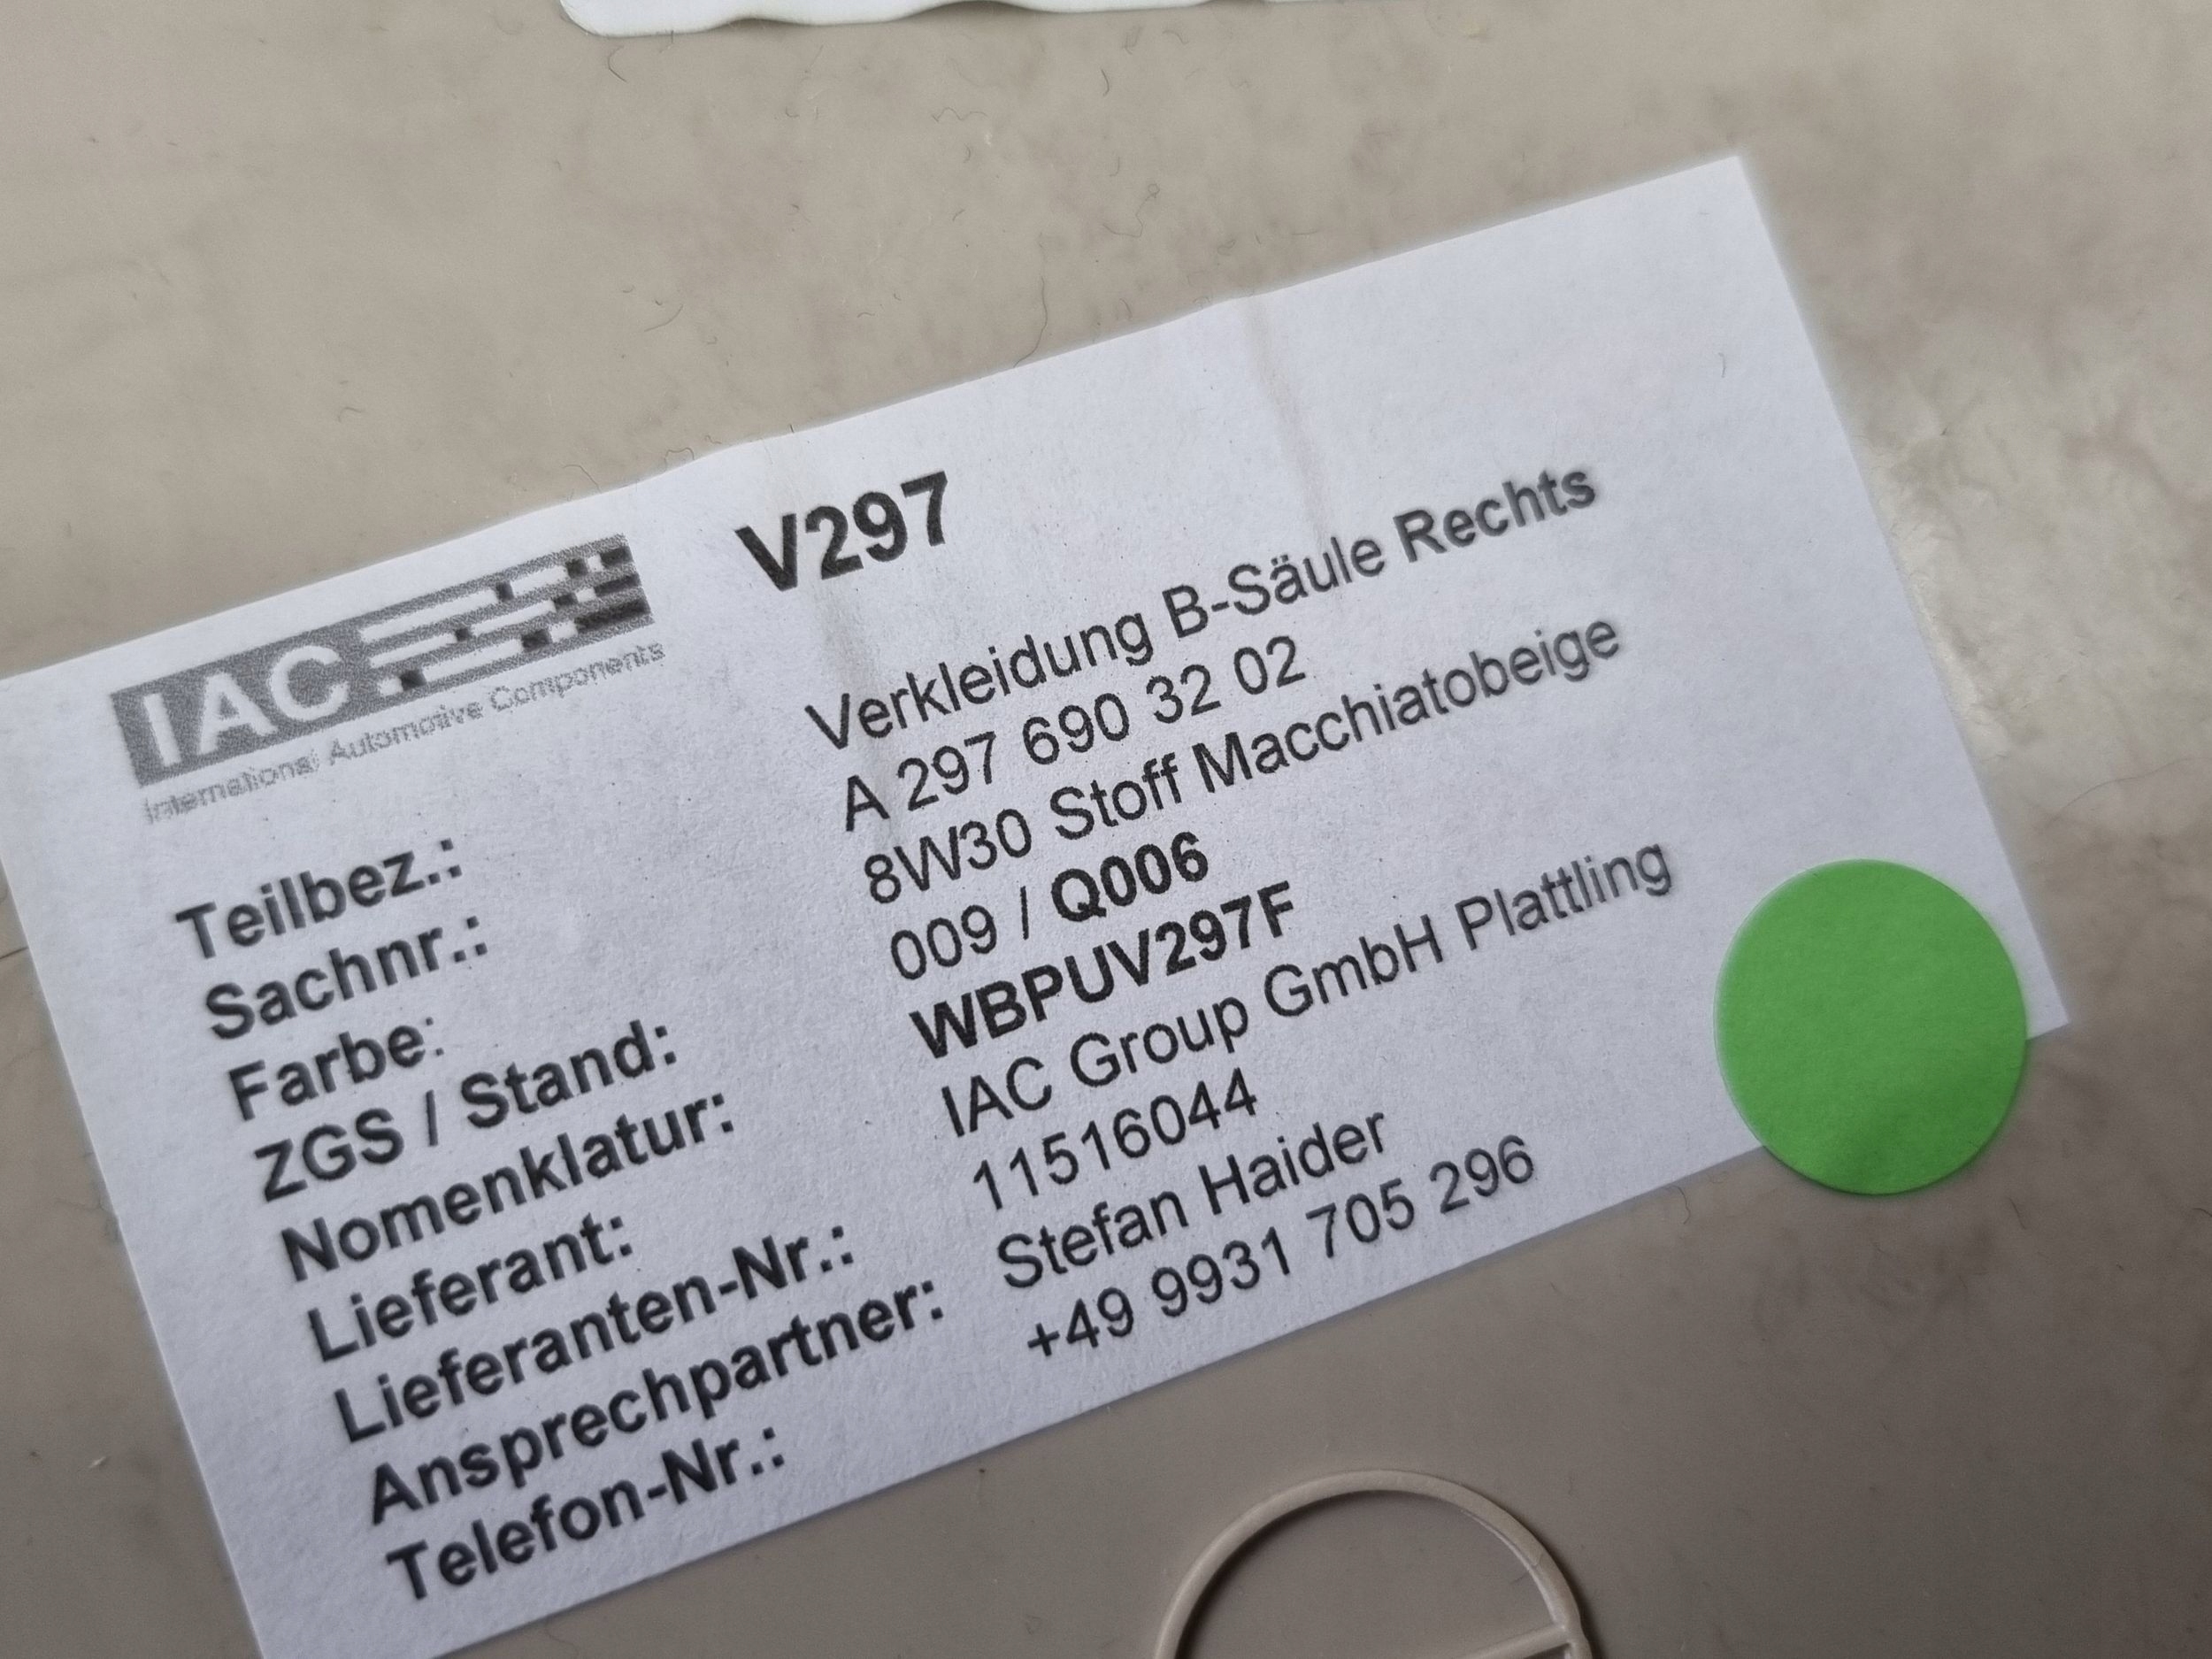 IAC
International Automotive Components
V297
Teilbez.: Verkleidung B-Säule Rechts
Sachnr.: A 297 690 32 02
Farbe: 8W30 Stoff Macchiatobeige
ZGS / Stand: 009 / Q006
Nomenklatur: WBPUV297F
Lieferant: IAC Group GmbH Plattling
Lieferanten-Nr.: 11516044
Ansprechpartner: Stefan Haider
Telefon-Nr.: +49 9931 705 296